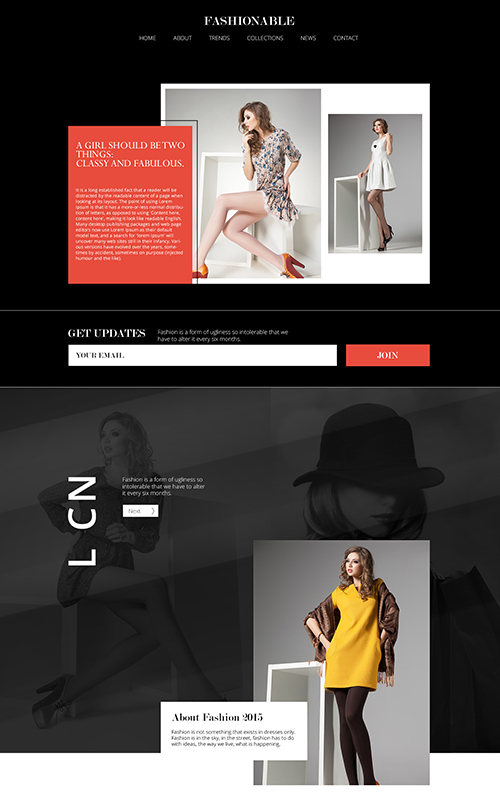 FASHIONABLE
HOME ABOUT TRENDS COLLECTIONS NEWS CONTACT
A GIRL SHOULD BE TWO
THINGS:
CLASSY AND FABULOUS.
It is a long established fact that a reader will be
distracted by the readable content of a page when
looking at its layout. The point of using Lorem
Ipsum is that it has a more-or-less normal distribu-
tion of letters, as opposed to using 'Content here,
content here', making it look like readable English.
Many desktop publishing packages and web page
editors now use Lorem Ipsum as their default
model text, and a search for 'lorem ipsum' will
uncover many web sites still in their infancy. Vari-
ous versions have evolved over the years, some-
times by accident, sometimes on purpose (injected
humour and the like).
GET UPDATES
Fashion is a form of ugliness so intolerable that we
have to alter it every six months.
YOUR EMAIL
JOIN
LCN
Fashion is a form of ugliness so
intolerable that we have to alter
it every six months.
Next
About Fashion 2015
Fashion is not something that exists in dresses only.
Fashion is in the sky, in the street, fashion has to do
with ideas, the way we live, what is happening.